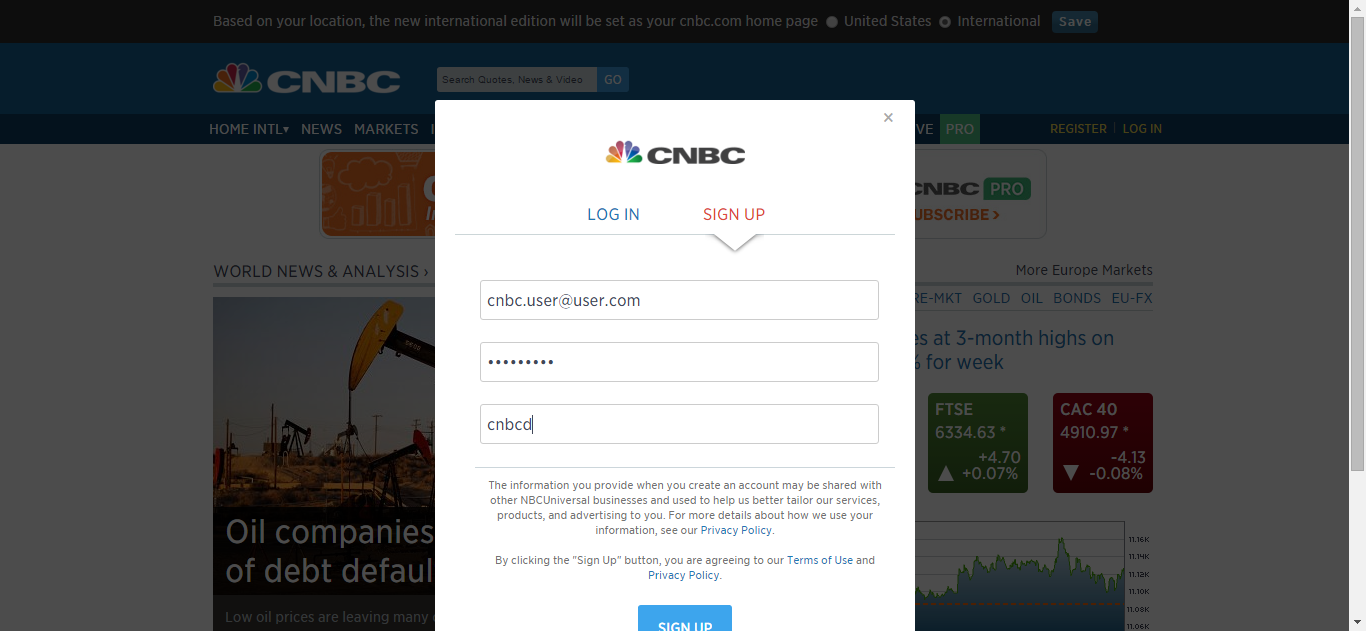 Based on your location, the new international edition will be set as your cnbc.com home page United States International Save
CNBC Search Quotes, News & Video GO
HOME INTL▾ NEWS MARKETS PRO REGISTER | LOG IN
×
CNBC
CNBC PRO
LOG IN SIGN UP
WORLD NEWS & ANALYSIS ›
More Europe Markets
GOLD OIL BONDS EU-FX
cnbc.user@user.com
at 3-month highs on
for week
•••••••••
cnbcd
FTSE
6334.63 *
+4.70
▲ +0.07%
CAC 40
4910.97 *
-4.13
▼ -0.08%
The information you provide when you create an account may be shared with
other NBCUniversal businesses and used to help us better tailor our services,
products, and advertising to you. For more details about how we use your
information, see our Privacy Policy.
By clicking the "Sign Up" button, you are agreeing to our Terms of Use and
Privacy Policy.
SIGN UP
Oil companies
of debt defaul
Low oil prices are leaving many
11.16K
11.14K
11.12K
11.10K
11.08K
11.06K